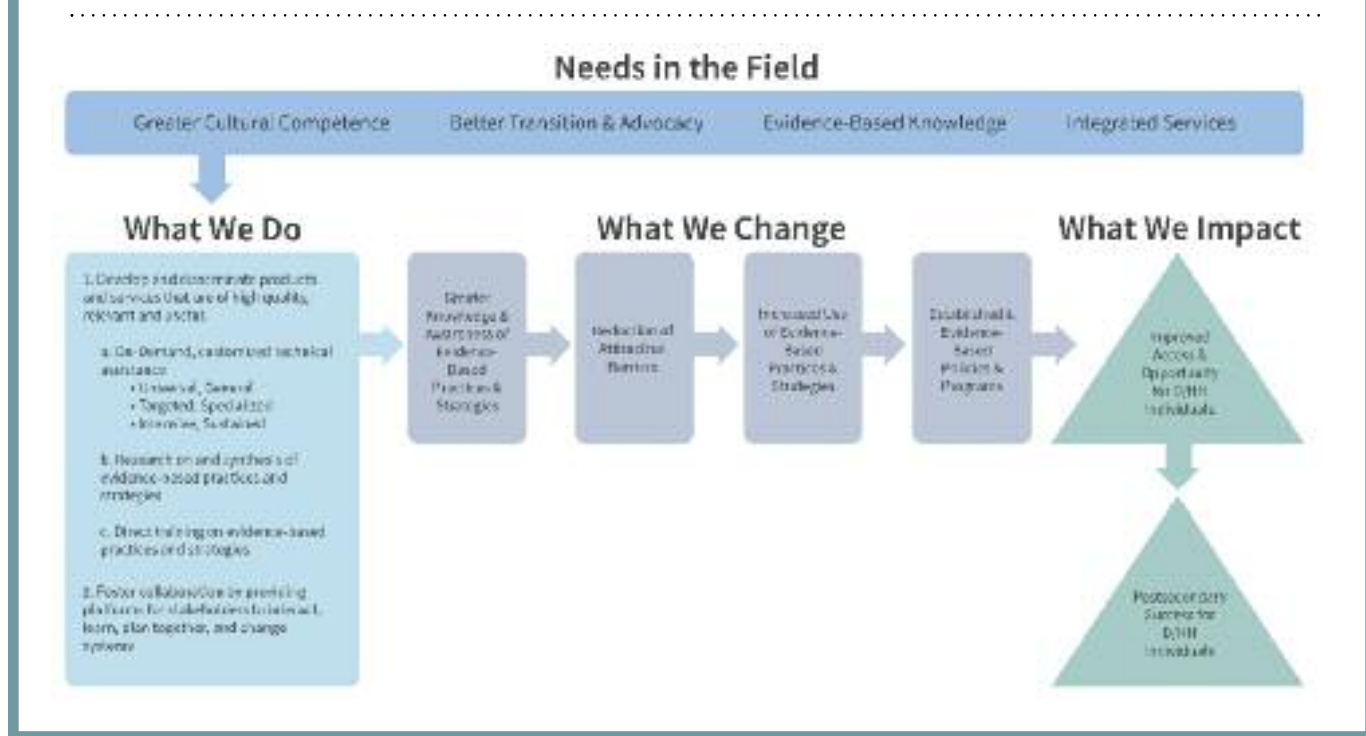 Needs in the Field
Greater Cultural Competence
Better Transition & Advocacy
Evidence-Based Knowledge
Integrated Services
What We Do
1. Develop and disseminate products
and services that are of high quality,
relevant and useful.
a. On-Demand, customized technical
assistance
• Universal, General
• Targeted, Specialized
• Intensive, Sustained
b. Research on and synthesis of
evidence-based practices and
strategies
c. Direct training on evidence-based
practices and strategies
2. Foster collaboration by providing
platforms for stakeholders to interact,
learn, plan together, and change
systems
What We Change
Greater
Knowledge &
Awareness of
Evidence-
Based
Practices &
Strategies
Reduction of
Attitudinal
Barriers
Increased Use
of Evidence-
Based
Practices &
Strategies
Established &
Evidence-
Based
Policies &
Programs
What We Impact
Improved
Access &
Opportunity
for D/HH
Individuals
Postsecondary
Success for
D/HH
Individuals